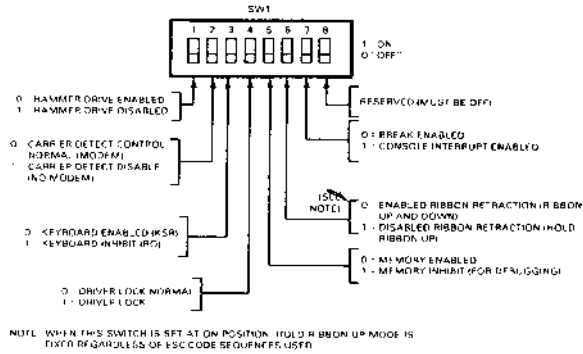 SW1
1 2 3 4 5 6 7 8
1 - ON
0 "OFF"
0 - HAMMER DRIVE ENABLED
1 - HAMMER DRIVE DISABLED
RESERVED (MUST BE OFF)
0 - CARRIER DETECT CONTROL
NORMAL (MODEM)
1 - CARRIER DETECT DISABLE
(NO MODEM)
0 = BREAK ENABLED
1 - CONSOLE INTERRUPT ENABLED
(SEE
NOTE)
0 - ENABLED RIBBON RETRACTION (RIBBON
UP AND DOWN)
1 - DISABLED RIBBON RETRACTION (HOLD
RIBBON UP)
0 - KEYBOARD ENABLED (KSR)
1 - KEYBOARD INHIBIT (RO)
0 - MEMORY ENABLED
1 - MEMORY INHIBIT (FOR DEBUGGING)
0 - DRIVER LOCK NORMAL
1 - DRIVER LOCK
NOTE WHEN THIS SWITCH IS SET AT ON POSITION HOLD RIBBON UP MODE IS
FIXED REGARDLESS OF ESC CODE SEQUENCES USED